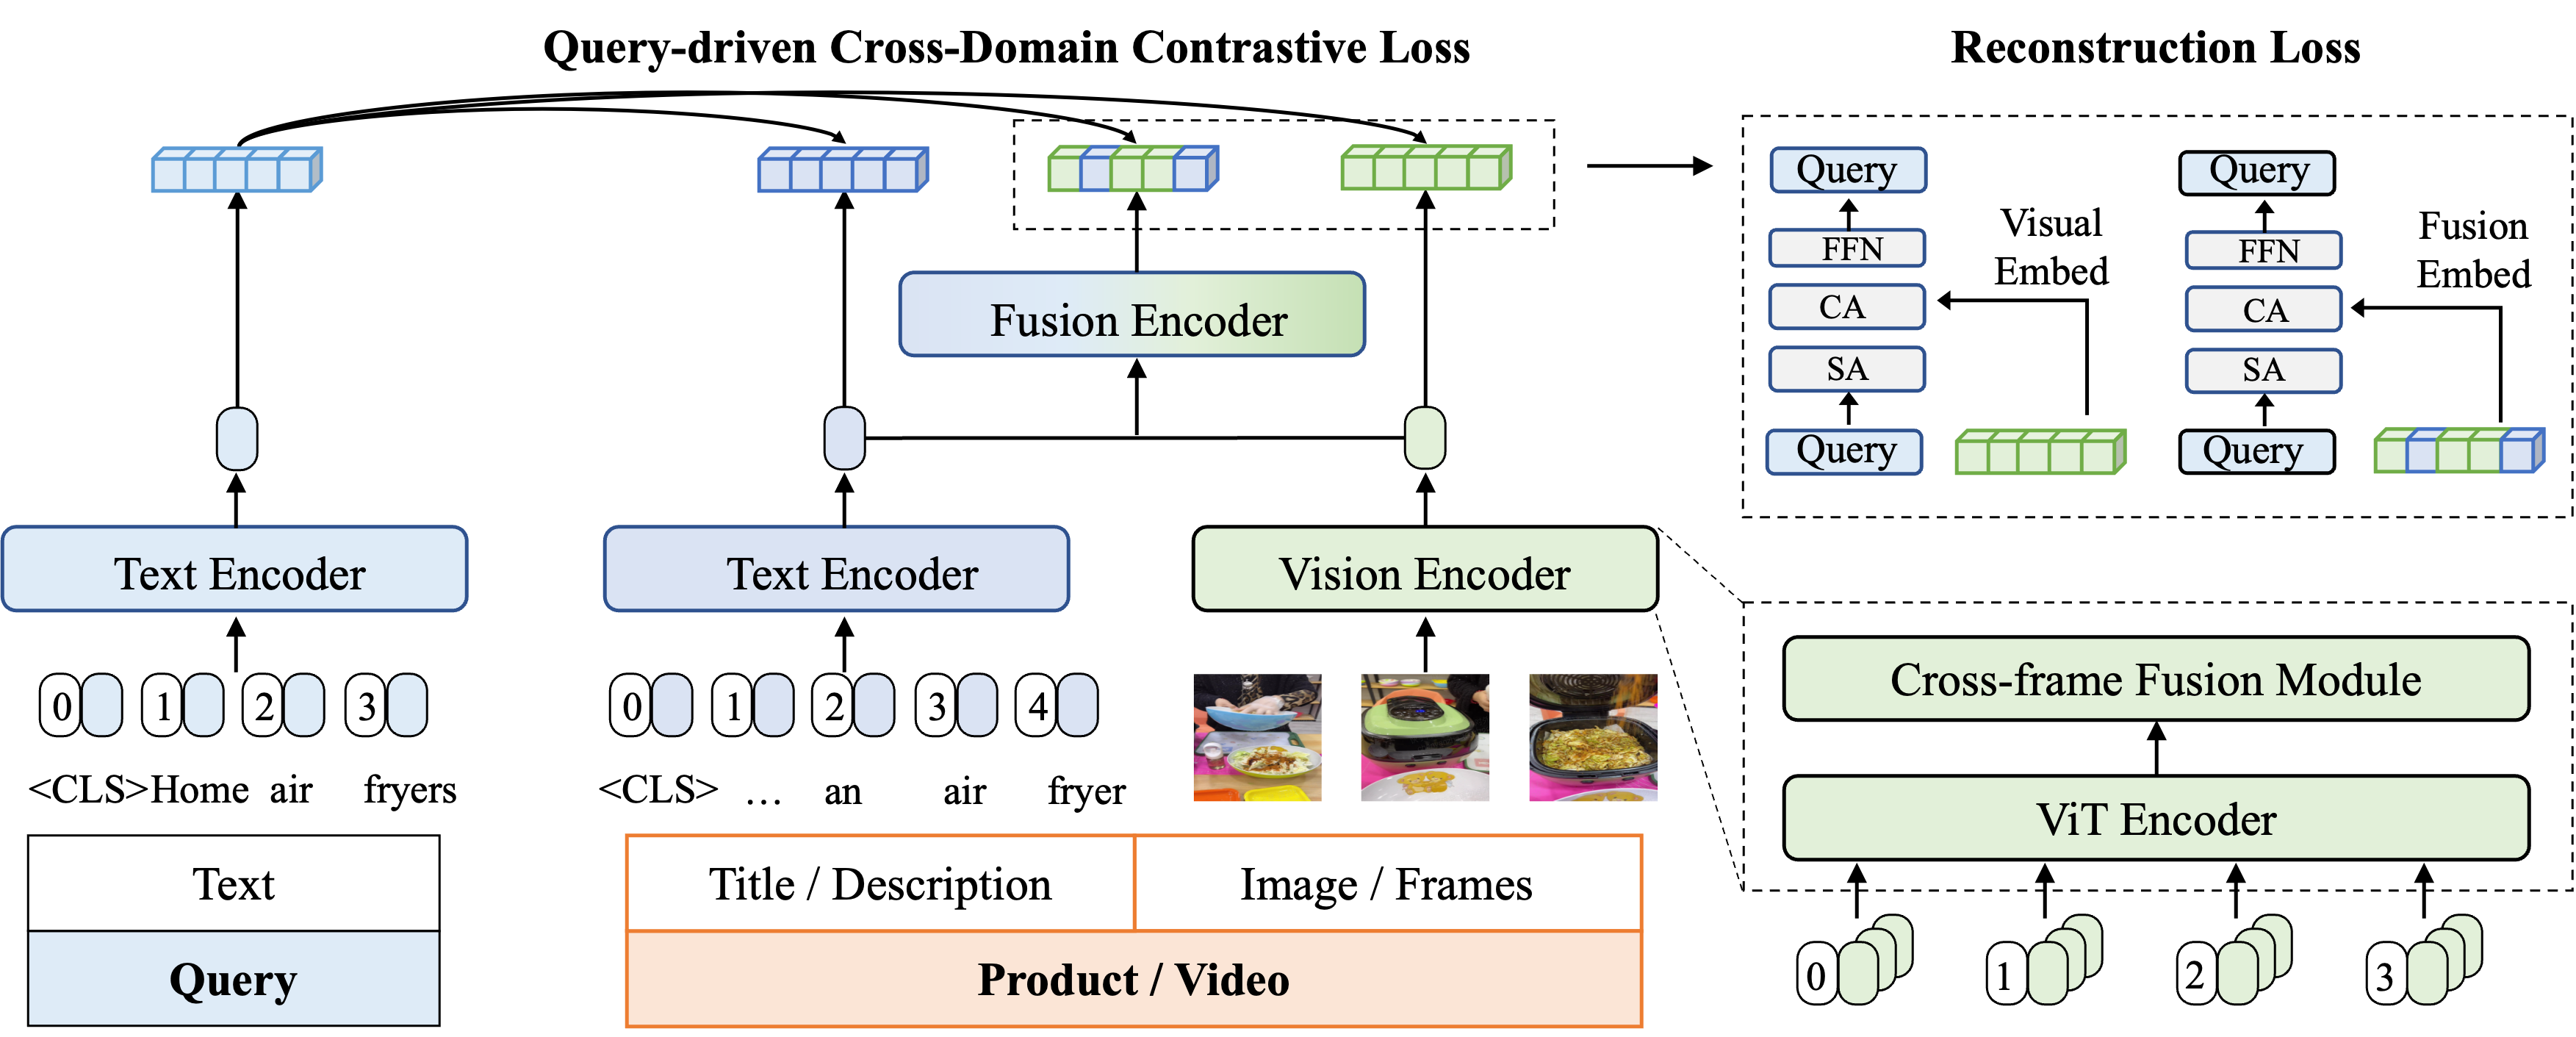 Query-driven Cross-Domain Contrastive Loss
Reconstruction Loss
Query
FFN
CA
SA
Query
Visual
Embed
Query
FFN
CA
SA
Query
Fusion
Embed
Fusion Encoder
Text Encoder
Text Encoder
Vision Encoder
0 1 2 3
<CLS> Home air fryers
0 1 2 3 4
<CLS> ... an air fryer
Text
Query
Title / Description
Image / Frames
Product / Video
Cross-frame Fusion Module
ViT Encoder
0 1 2 3